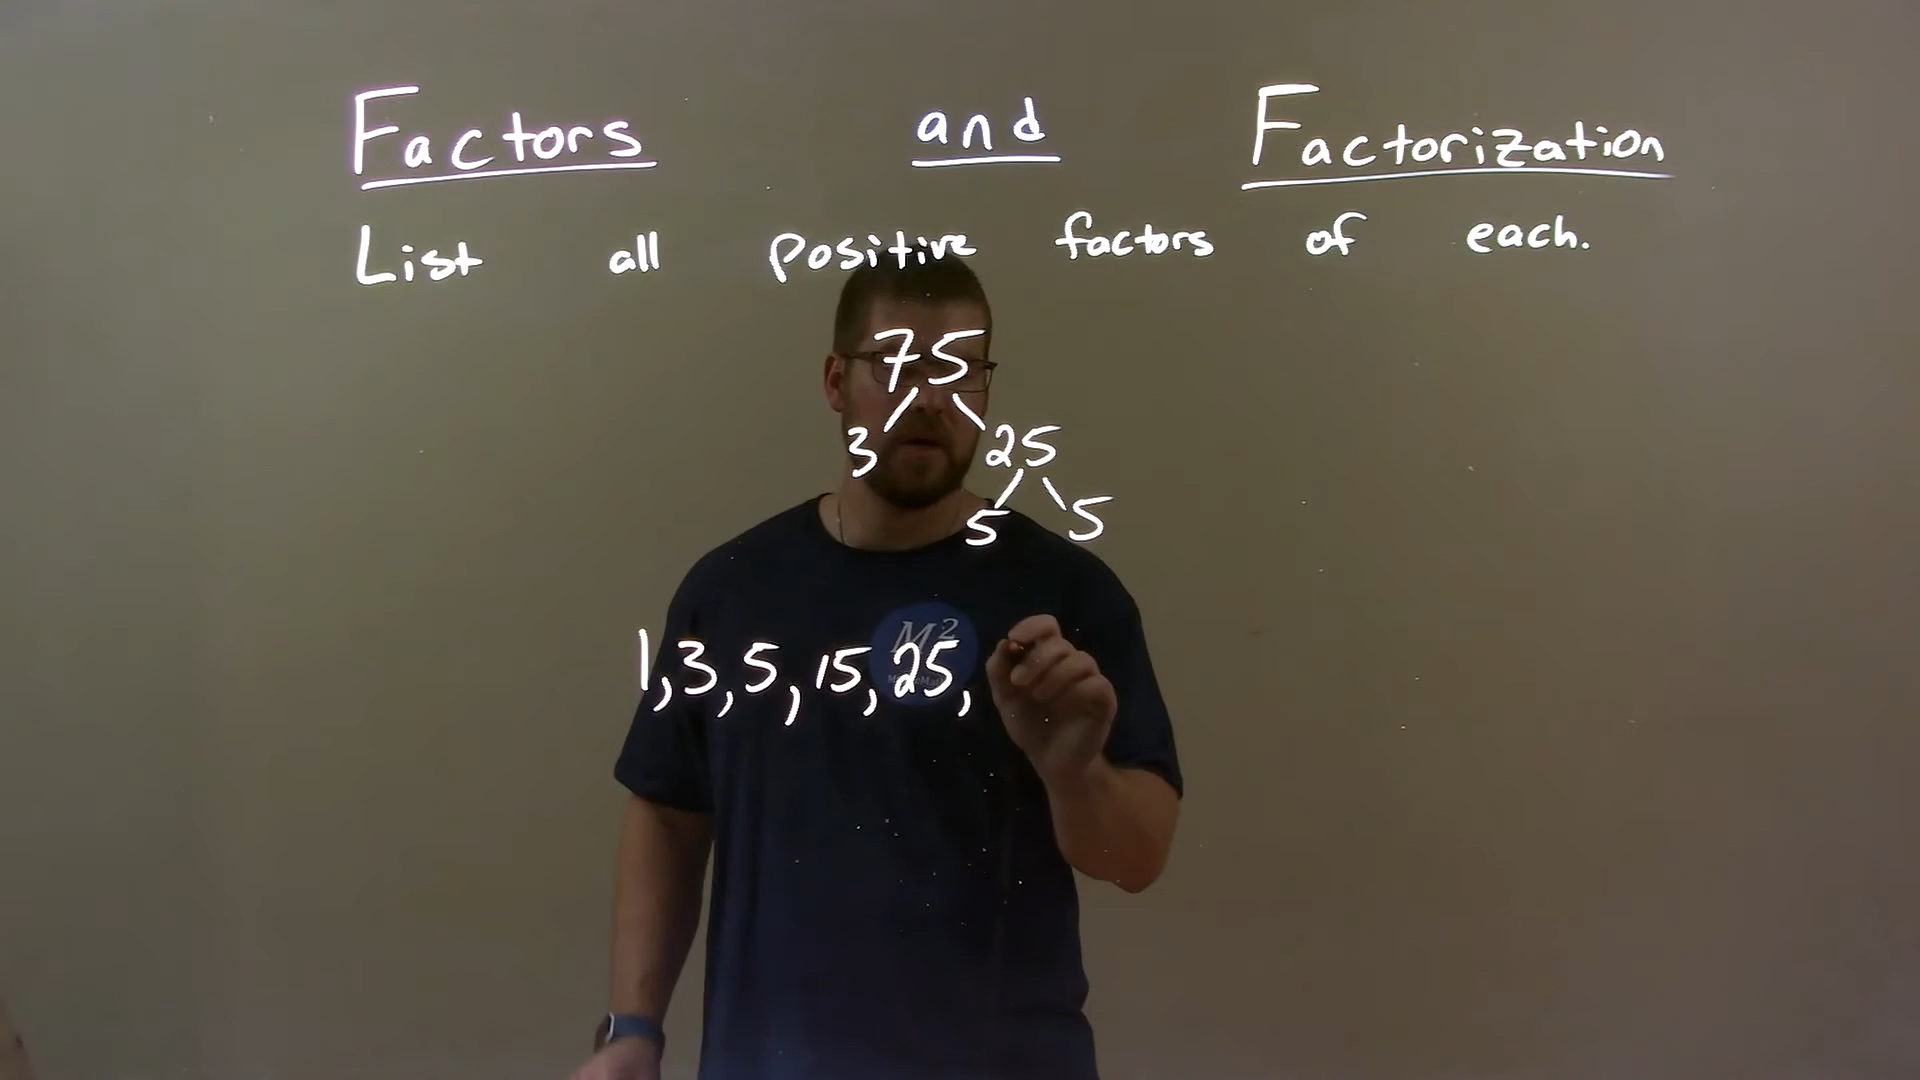 Factors and Factorization
List all positive factors of each.
75
3 25
5 5
M²
1,3,5,15,25,